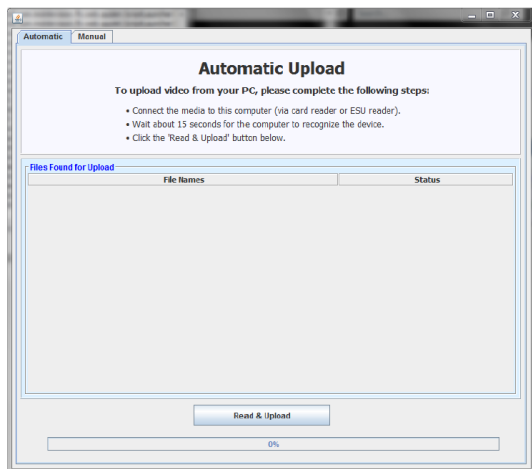 Automatic Manual
Automatic Upload
To upload video from your PC, please complete the following steps:
• Connect the media to this computer (via card reader or ESU reader).
• Wait about 15 seconds for the computer to recognize the device.
• Click the 'Read & Upload' button below.
Files Found for Upload
File Names Status
Read & Upload
0%